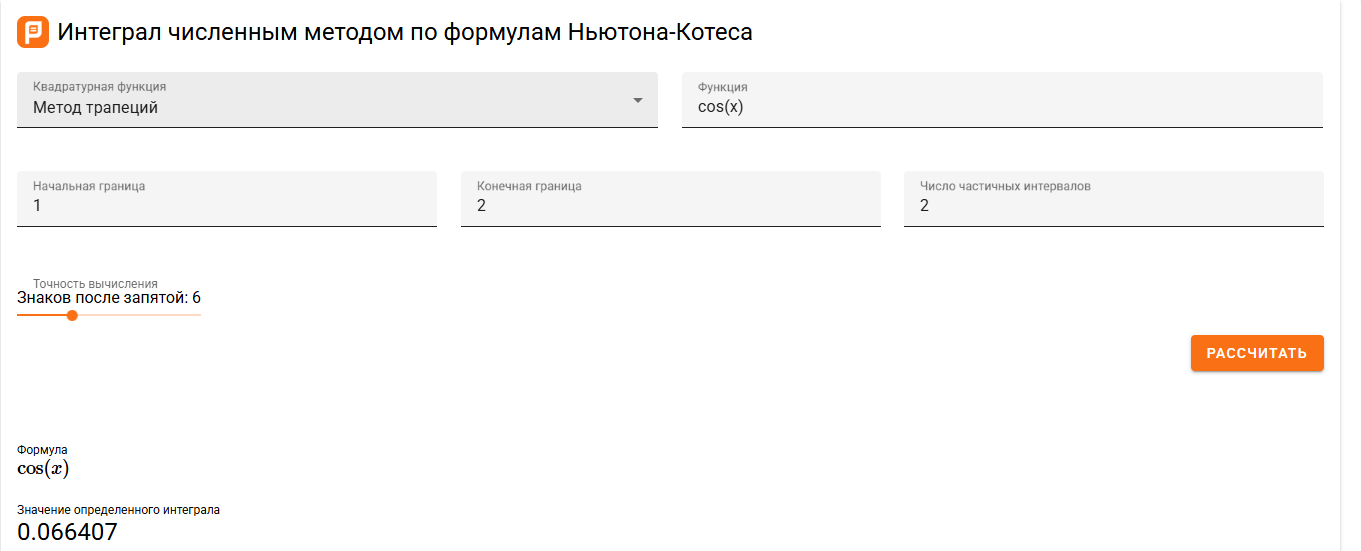 Интеграл численным методом по формулам Ньютона-Котеса
Квадратурная функция
Метод трапеций
Функция
cos(x)
Начальная граница
1
Конечная граница
2
Число частичных интервалов
2
Точность вычисления
Знаков после запятой: 6
РАССЧИТАТЬ
Формула
cos(x)
Значение определенного интеграла
0.066407